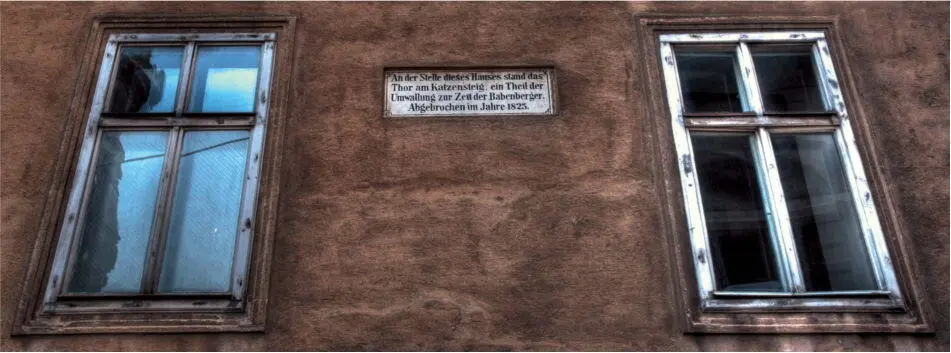 An der Stelle dieses Hauses stand das
Thor am Katzensteig, ein Theil der
Umwallung zur Zeit der Babenberger.
Abgebrochen im Jahre 1825.